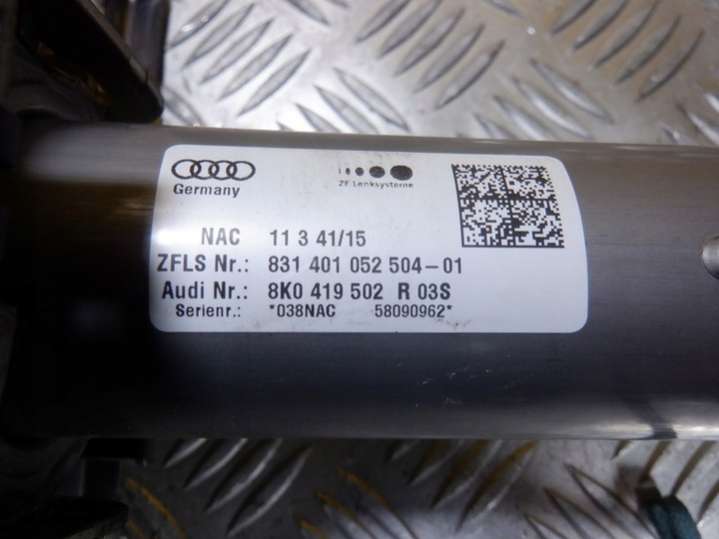 Germany
ZF Lenksysteme
NAC 11 3 41/15
ZFLS Nr.: 831 401 052 504-01
Audi Nr.: 8K0 419 502 R 03S
Serienr.: *038NAC 58090962*